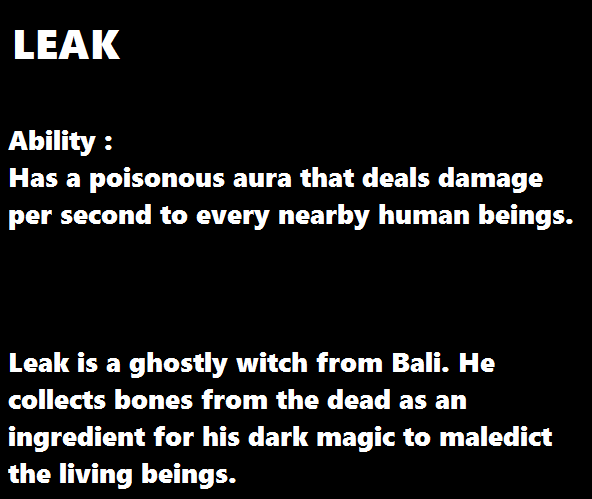 LEAK
Ability :
Has a poisonous aura that deals damage
per second to every nearby human beings.
Leak is a ghostly witch from Bali. He
collects bones from the dead as an
ingredient for his dark magic to maledict
the living beings.